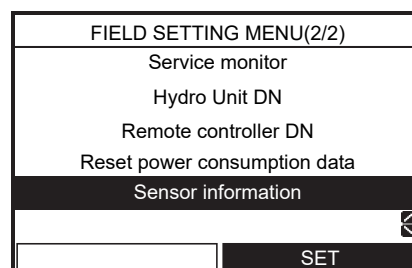 FIELD SETTING MENU(2/2)
Service monitor
Hydro Unit DN
Remote controller DN
Reset power consumption data
Sensor information
SET